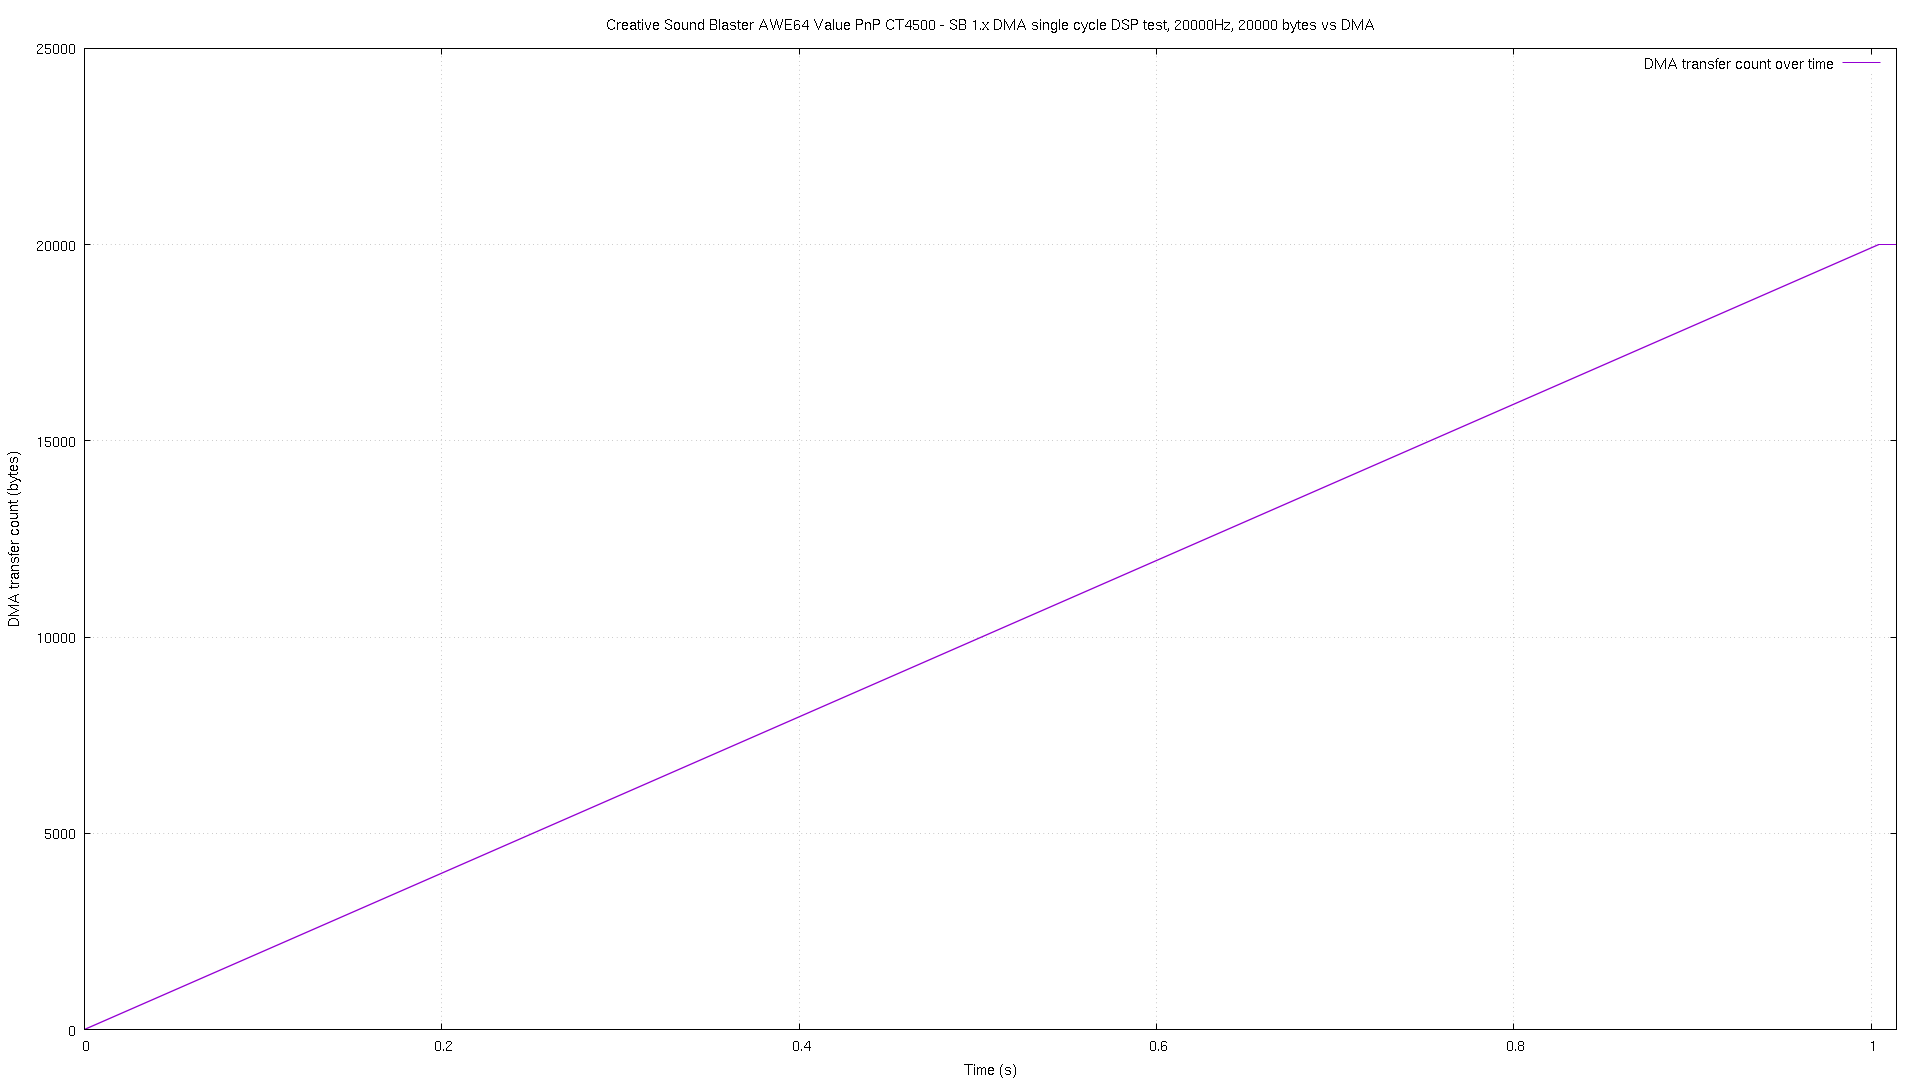 Creative Sound Blaster AWE64 Value PnP CT4500 - SB 1.x DMA single cycle DSP test, 20000Hz, 20000 bytes vs DMA
DMA transfer count over time
25000
20000
15000
10000
5000
0
DMA transfer count (bytes)
0 0.2 0.4 0.6 0.8 1
Time (s)